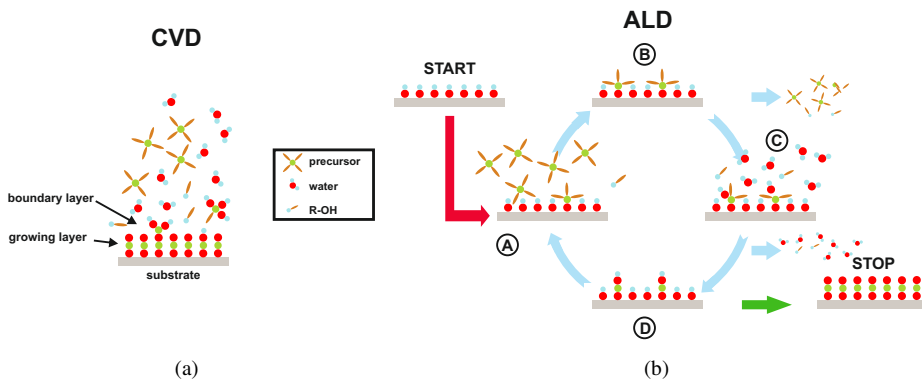 CVD
boundary layer
growing layer
substrate
(a)
precursor
water
R-OH
ALD
START
B
C
A
STOP
D
(b)